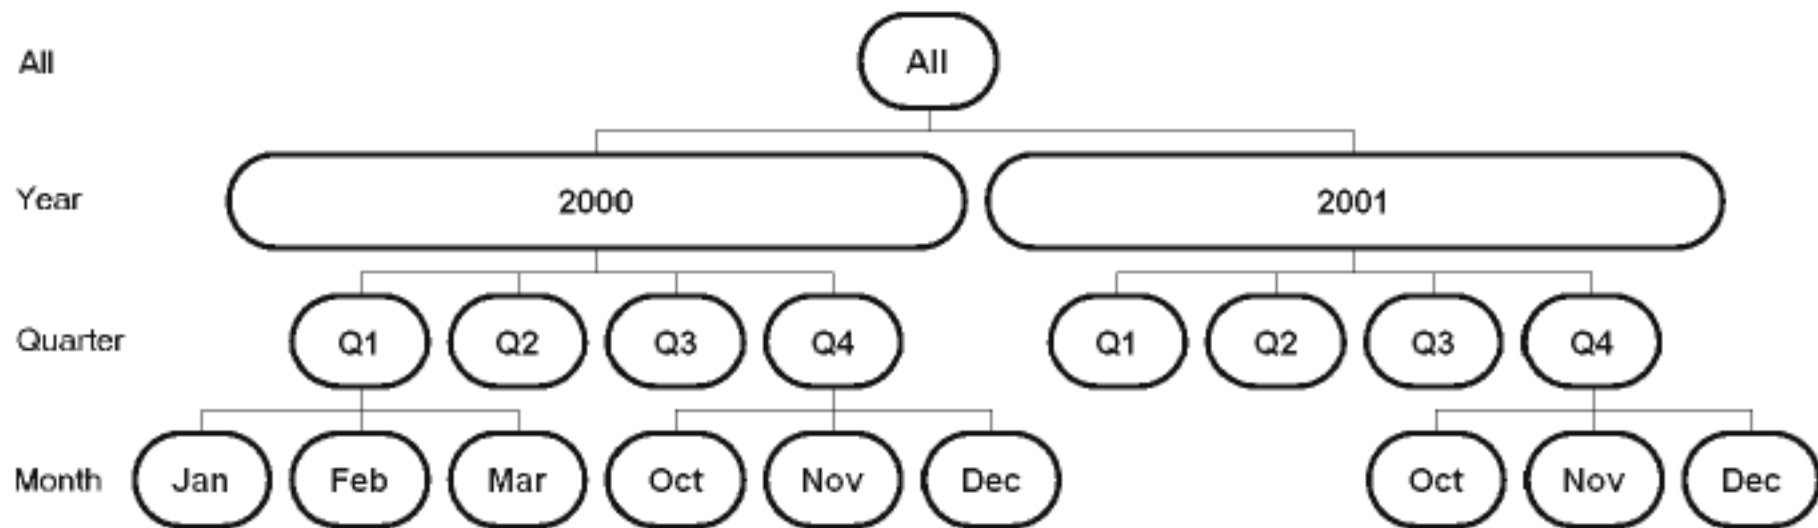 All All
Year 2000 2001
Quarter Q1 Q2 Q3 Q4 Q1 Q2 Q3 Q4
Month Jan Feb Mar Oct Nov Dec Oct Nov Dec